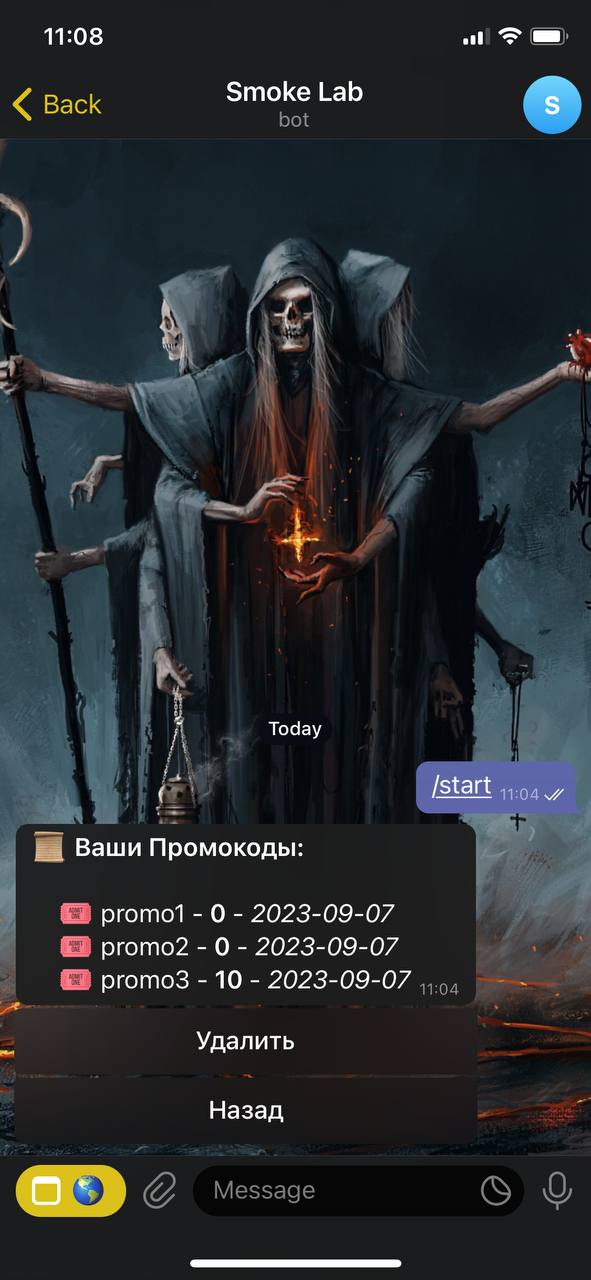 11:08
Back
Smoke Lab
bot
S
Today
/start 11:04
Ваши Промокоды:
promo1 - 0 - 2023-09-07
promo2 - 0 - 2023-09-07
promo3 - 10 - 2023-09-07
11:04
Удалить
Назад
Message